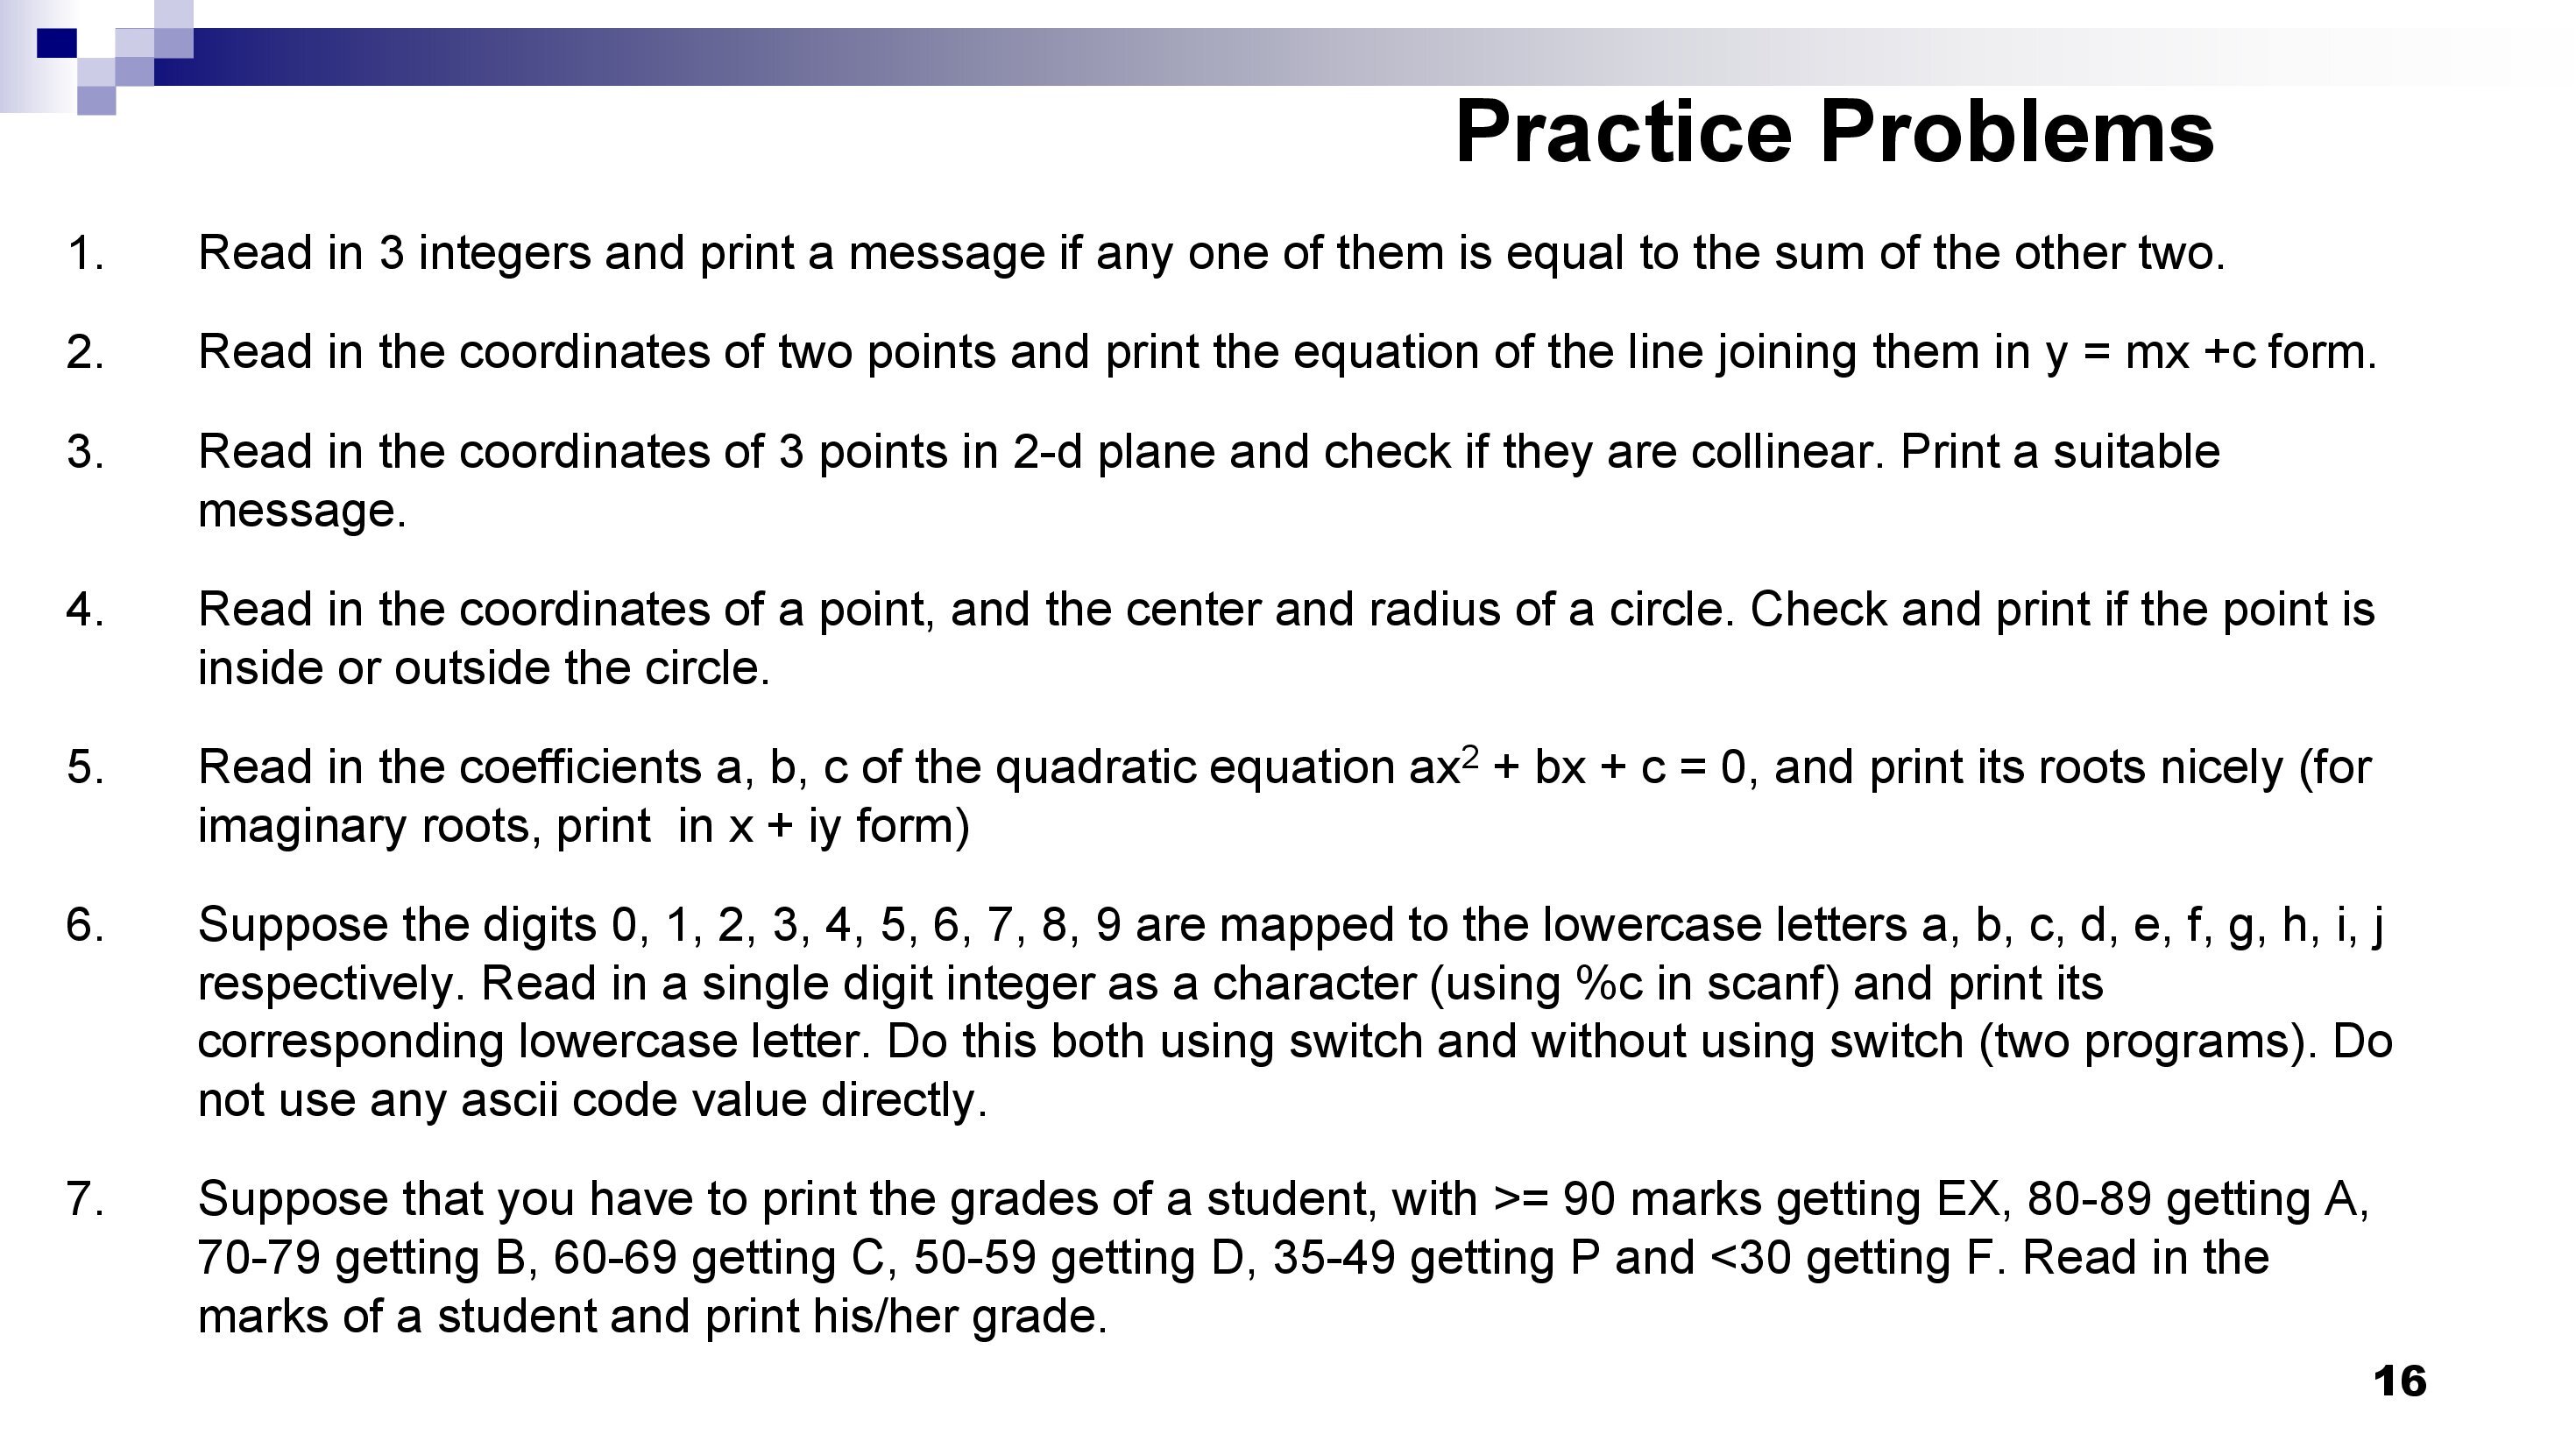 Practice Problems
1. Read in 3 integers and print a message if any one of them is equal to the sum of the other two.
2. Read in the coordinates of two points and print the equation of the line joining them in y = mx +c form.
3. Read in the coordinates of 3 points in 2-d plane and check if they are collinear. Print a suitable
message.
4. Read in the coordinates of a point, and the center and radius of a circle. Check and print if the point is
inside or outside the circle.
5. Read in the coefficients a, b, c of the quadratic equation ax² + bx + c = 0, and print its roots nicely (for
imaginary roots, print  in x + iy form)
6. Suppose the digits 0, 1, 2, 3, 4, 5, 6, 7, 8, 9 are mapped to the lowercase letters a, b, c, d, e, f, g, h, i, j
respectively. Read in a single digit integer as a character (using %c in scanf) and print its
corresponding lowercase letter. Do this both using switch and without using switch (two programs). Do
not use any ascii code value directly.
7. Suppose that you have to print the grades of a student, with >= 90 marks getting EX, 80-89 getting A,
70-79 getting B, 60-69 getting C, 50-59 getting D, 35-49 getting P and <30 getting F. Read in the
marks of a student and print his/her grade.
16